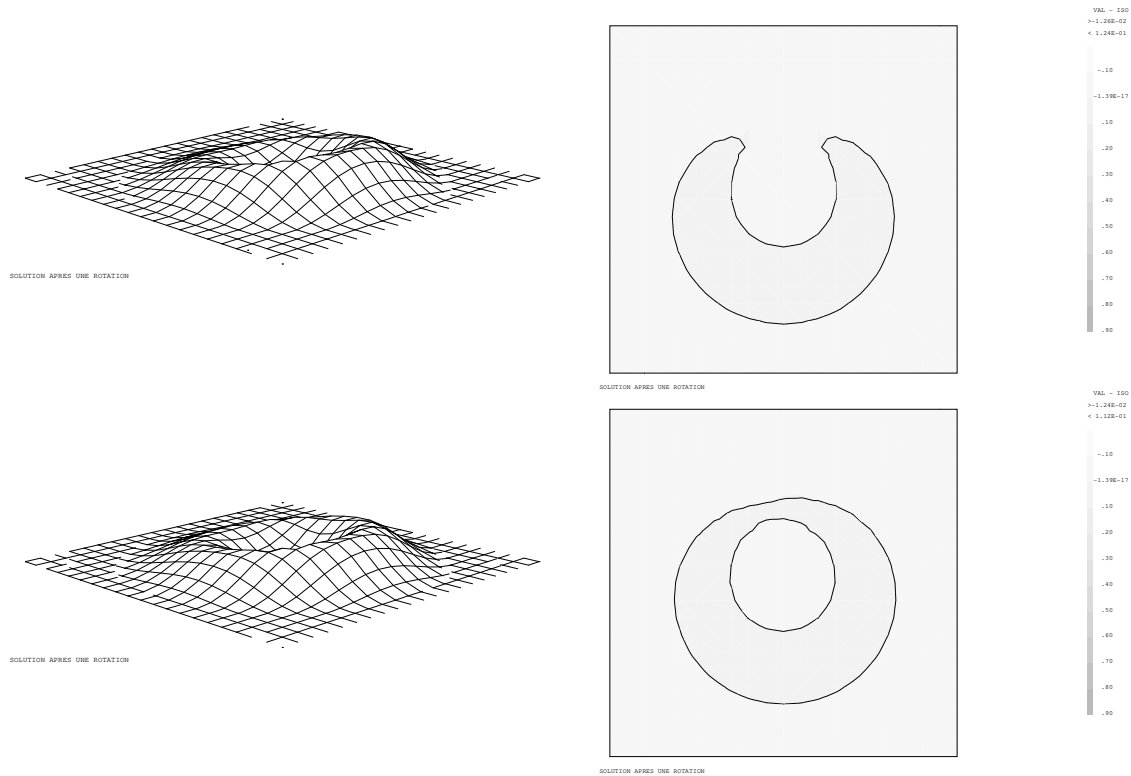 VAL - ISO
>-1.26E-02
< 1.24E-01
-.10
-1.39E-17
.10
.20
.30
.40
.50
.60
.70
.80
.90
SOLUTION APRES UNE ROTATION
SOLUTION APRES UNE ROTATION
VAL - ISO
>-1.24E-02
< 1.12E-01
-.10
-1.39E-17
.10
.20
.30
.40
.50
.60
.70
.80
.90
SOLUTION APRES UNE ROTATION
SOLUTION APRES UNE ROTATION